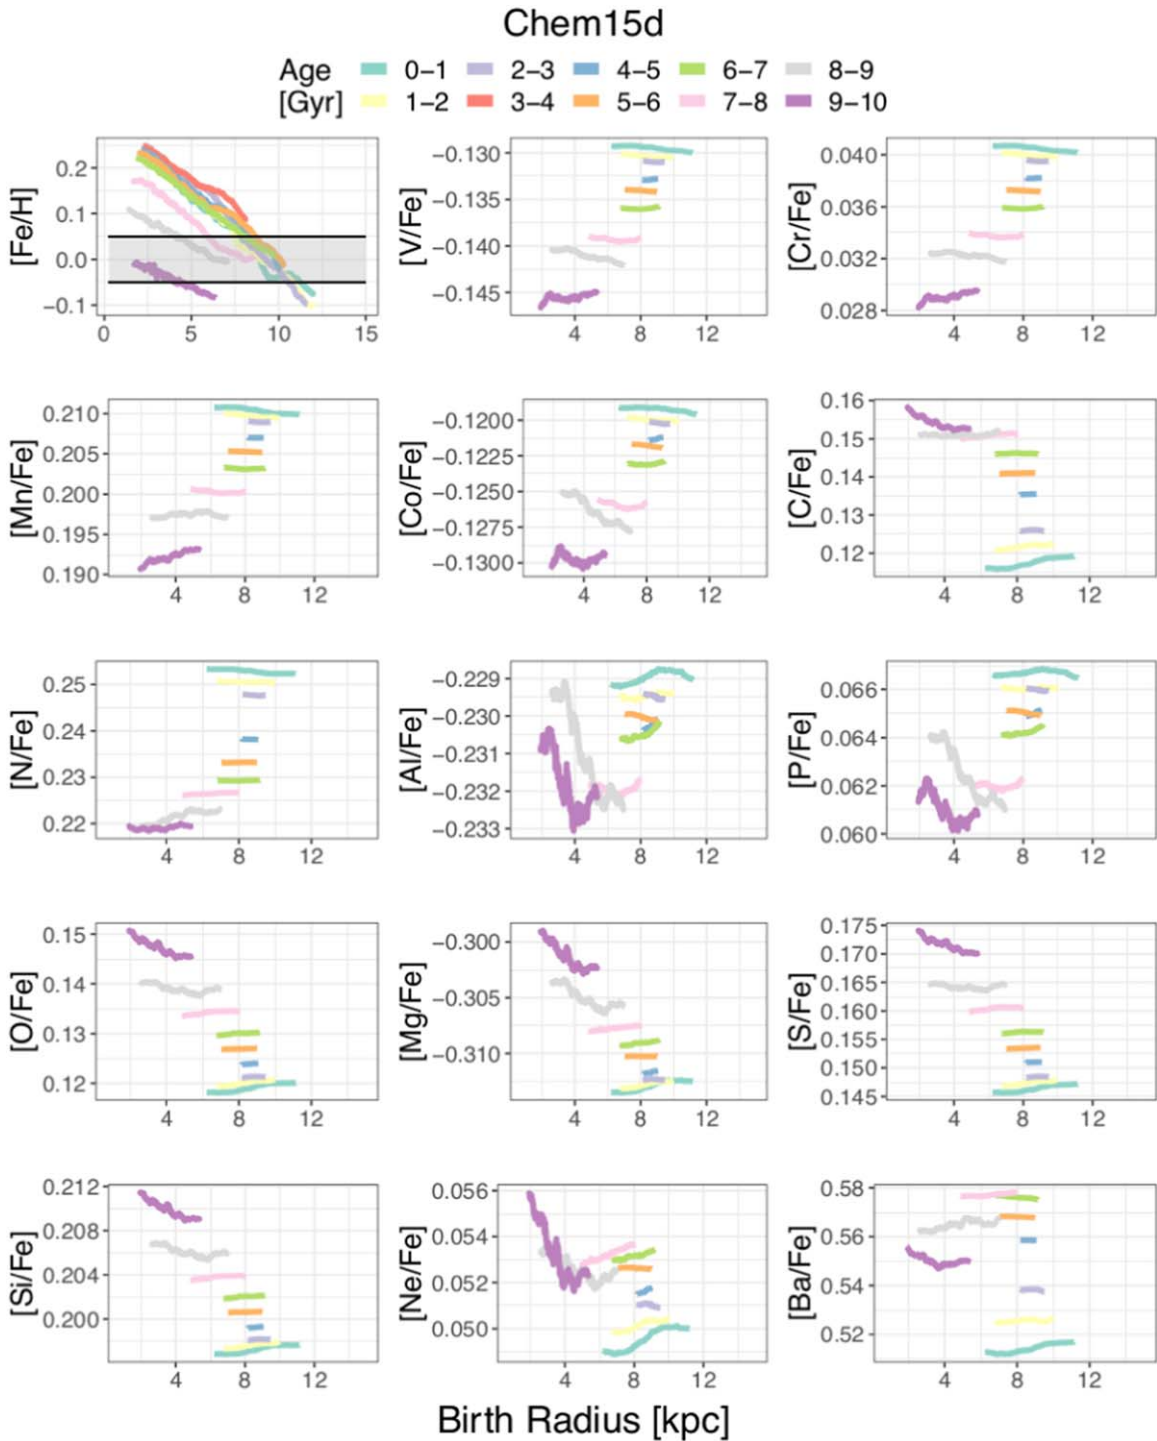 Chem15d
Age 0-1 2-3 4-5 6-7 8-9
[Gyr] 1-2 3-4 5-6 7-8 9-10
[Fe/H]
0.2
0.1
0.0
−0.1
0 5 10 15
[V/Fe]
−0.130
−0.135
−0.140
−0.145
4 8 12
[Cr/Fe]
0.040
0.036
0.032
0.028
4 8 12
[Mn/Fe]
0.210
0.205
0.200
0.195
0.190
4 8 12
[Co/Fe]
−0.1200
−0.1225
−0.1250
−0.1275
−0.1300
4 8 12
[C/Fe]
0.16
0.15
0.14
0.13
0.12
4 8 12
[N/Fe]
0.25
0.24
0.23
0.22
4 8 12
[Al/Fe]
−0.229
−0.230
−0.231
−0.232
−0.233
4 8 12
[P/Fe]
0.066
0.064
0.062
0.060
4 8 12
[O/Fe]
0.15
0.14
0.13
0.12
4 8 12
[Mg/Fe]
−0.300
−0.305
−0.310
4 8 12
[S/Fe]
0.175
0.170
0.165
0.160
0.155
0.150
0.145
4 8 12
[Si/Fe]
0.212
0.208
0.204
0.200
4 8 12
[Ne/Fe]
0.056
0.054
0.052
0.050
4 8 12
[Ba/Fe]
0.58
0.56
0.54
0.52
4 8 12
Birth Radius [kpc]